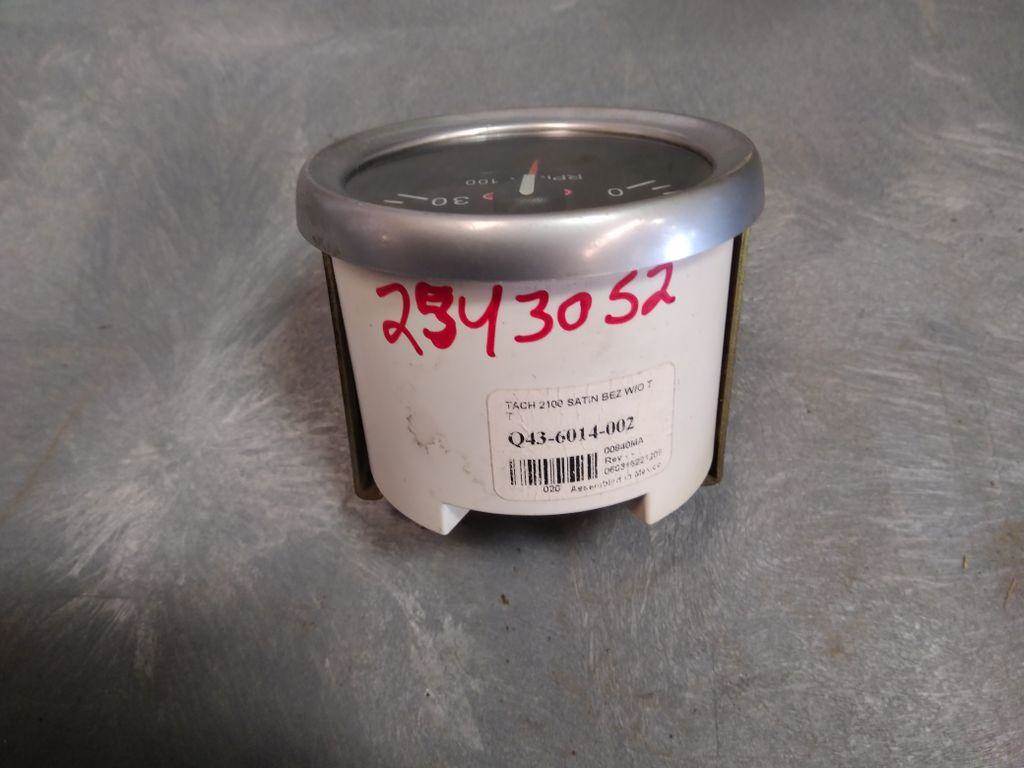 RPM x 100
30
0
2543052
TACH 2100 SATIN BEZ W/O T
T
Q43-6014-002
00840MA
Rev
020 Assembled in Mexico